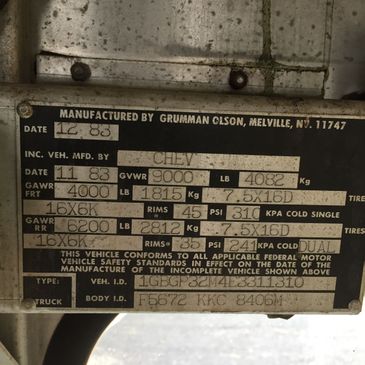 MANUFACTURED BY GRUMMAN OLSON, MELVILLE, NY. 11747
DATE 12 83
INC. VEH. MFD. BY CHEV
DATE 11 83 GVWR 9000 LB 4082 Kg
GAWR FRT 4000 LB 1815 Kg 7.5X16D TIRES
16X6K RIMS@ 45 PSI 310 KPA COLD SINGLE
GAWR RR 6200 LB 2812 Kg 7.5X16D TIRES
16X6K RIMS@ 35 PSI 241 KPA COLD DUAL
THIS VEHICLE CONFORMS TO ALL APPLICABLE FEDERAL MOTOR
VEHICLE SAFETY STANDARDS IN EFFECT ON THE DATE OF
MANUFACTURE OF THE INCOMPLETE VEHICLE SHOWN ABOVE
TYPE: VEH. I.D.
TRUCK BODY I.D. F5672 KKC 8406M